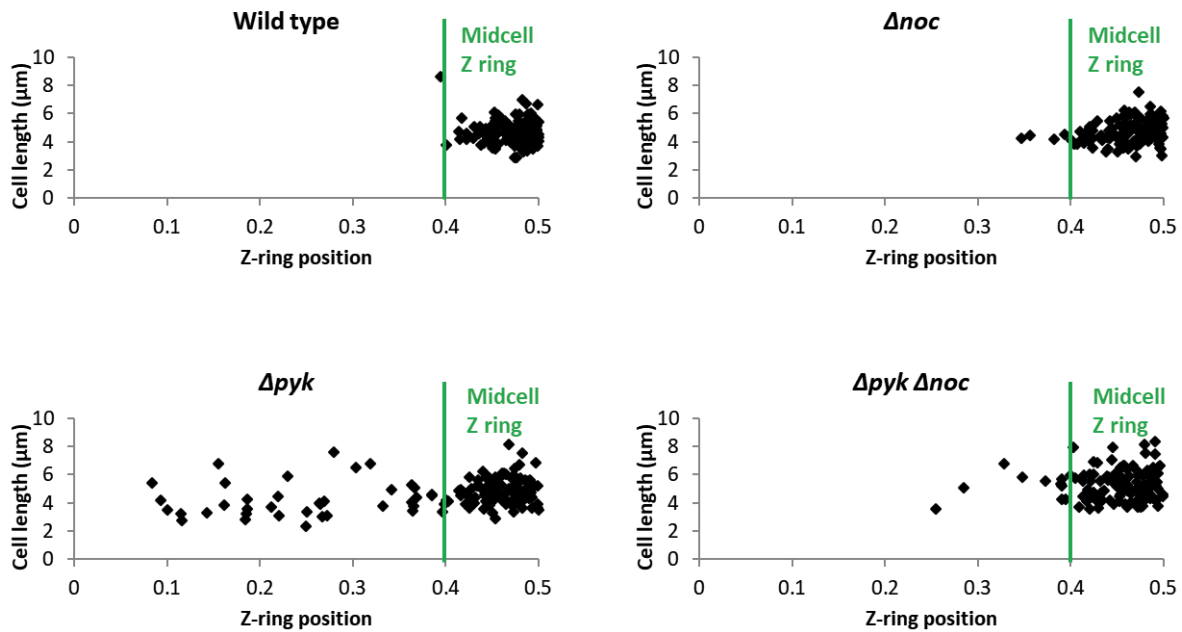 Wild type
Midcell
Z ring
Cell length (µm)
10
8
6
4
2
0
0
0.1
0.2
0.3
0.4
0.5
Z-ring position
Δnoc
Midcell
Z ring
Cell length (µm)
10
8
6
4
2
0
0
0.1
0.2
0.3
0.4
0.5
Z-ring position
Δpyk
Midcell
Z ring
Cell length (µm)
10
8
6
4
2
0
0
0.1
0.2
0.3
0.4
0.5
Z-ring position
Δpyk Δnoc
Midcell
Z ring
Cell length (µm)
10
8
6
4
2
0
0
0.1
0.2
0.3
0.4
0.5
Z-ring position